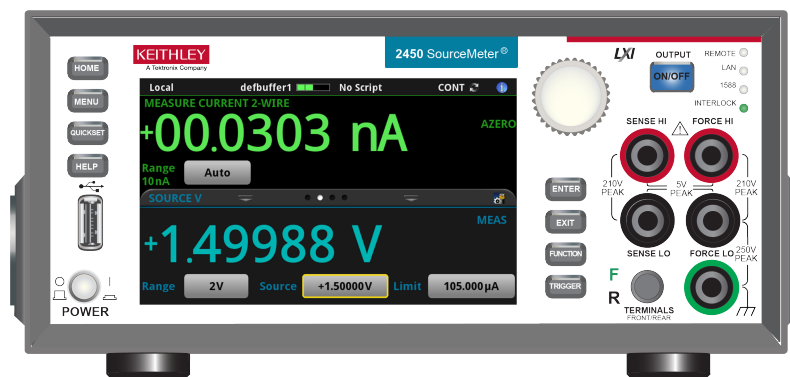 KEITHLEY
A Tektronix Company
2450 SourceMeter®
LXI
OUTPUT
ON/OFF
REMOTE
LAN
1588
INTERLOCK
HOME
MENU
QUICKSET
HELP
POWER
Local defbuffer1 No Script CONT i
MEASURE CURRENT 2-WIRE
+00.0303 nA
AZERO
Range
10nA
Auto
SOURCE V
MEAS
+1.49988 V
Range 2V Source +1.50000V Limit 105.000µA
ENTER
EXIT
FUNCTION
TRIGGER
SENSE HI
FORCE HI
210V
PEAK
5V
PEAK
210V
PEAK
SENSE LO
FORCE LO
250V
PEAK
F
R
TERMINALS
FRONT/REAR